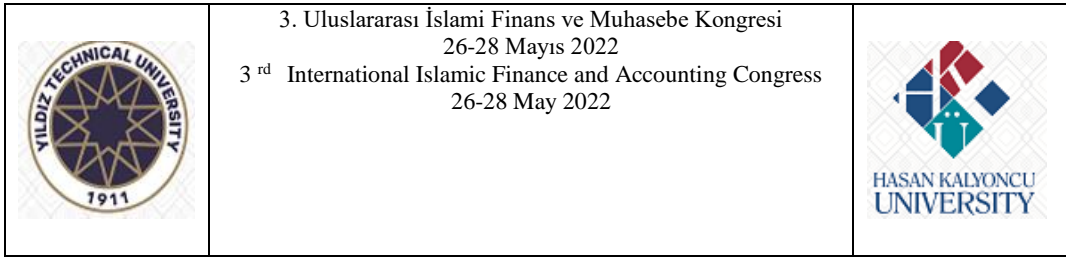 YILDIZ TECHNICAL UNIVERSITY
1911
3. Uluslararası İslami Finans ve Muhasebe Kongresi
26-28 Mayıs 2022
3 rd International Islamic Finance and Accounting Congress
26-28 May 2022
HKÜ
HASAN KALYONCU
UNIVERSITY